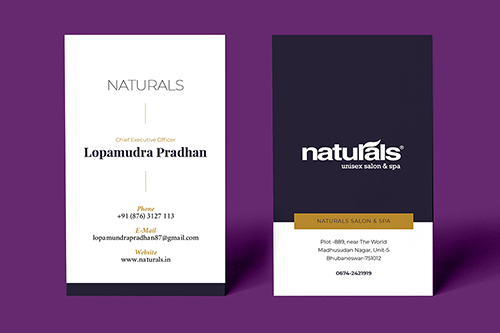 NATURALS
Chief Executive Officer
Lopamudra Pradhan
Phone
+91 (876) 3127 113
E-Mail
lopamundrapradhan87@gmail.com
Website
www.naturals.in
naturals®
unisex salon & spa
NATURALS SALON & SPA
Plot -889, near The World
Madhusudan Nagar, Unit-5
Bhubaneswar-751012
0674-2421919